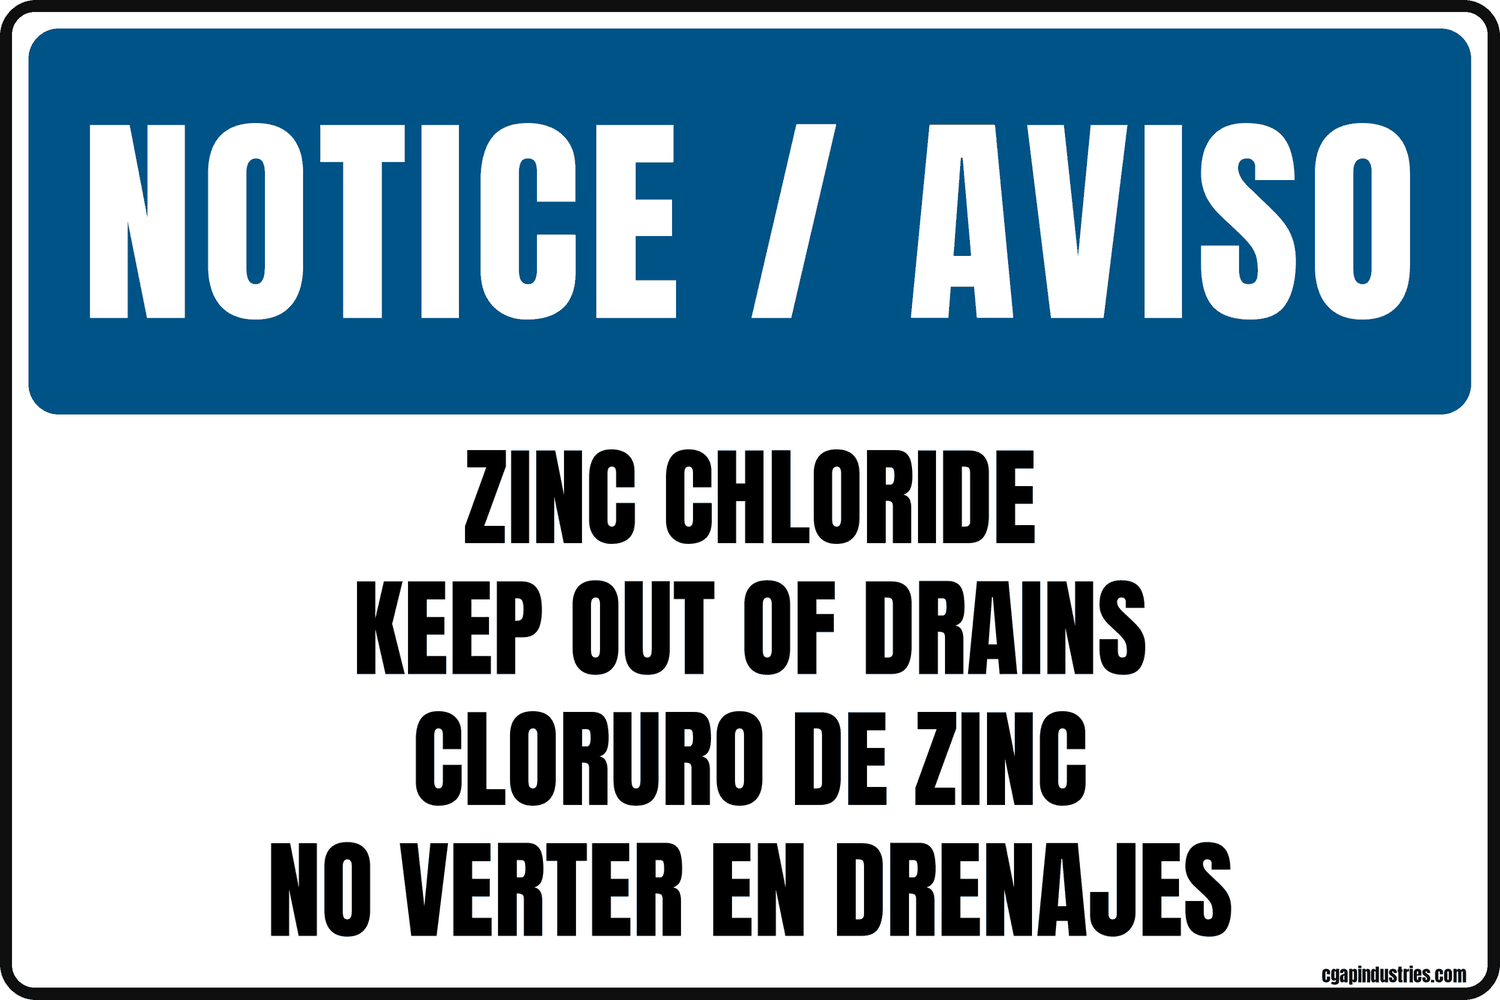 NOTICE / AVISO
ZINC CHLORIDE
KEEP OUT OF DRAINS
CLORURO DE ZINC
NO VERTER EN DRENAJES
cgapindustries.com